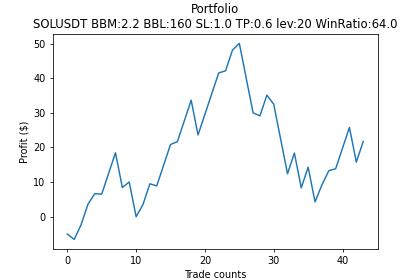 Portfolio
SOLUSDT BBM:2.2 BBL:160 SL:1.0 TP:0.6 lev:20 WinRatio:64.0
Profit ($)
50
40
30
20
10
0
0
10
20
30
40
Trade counts